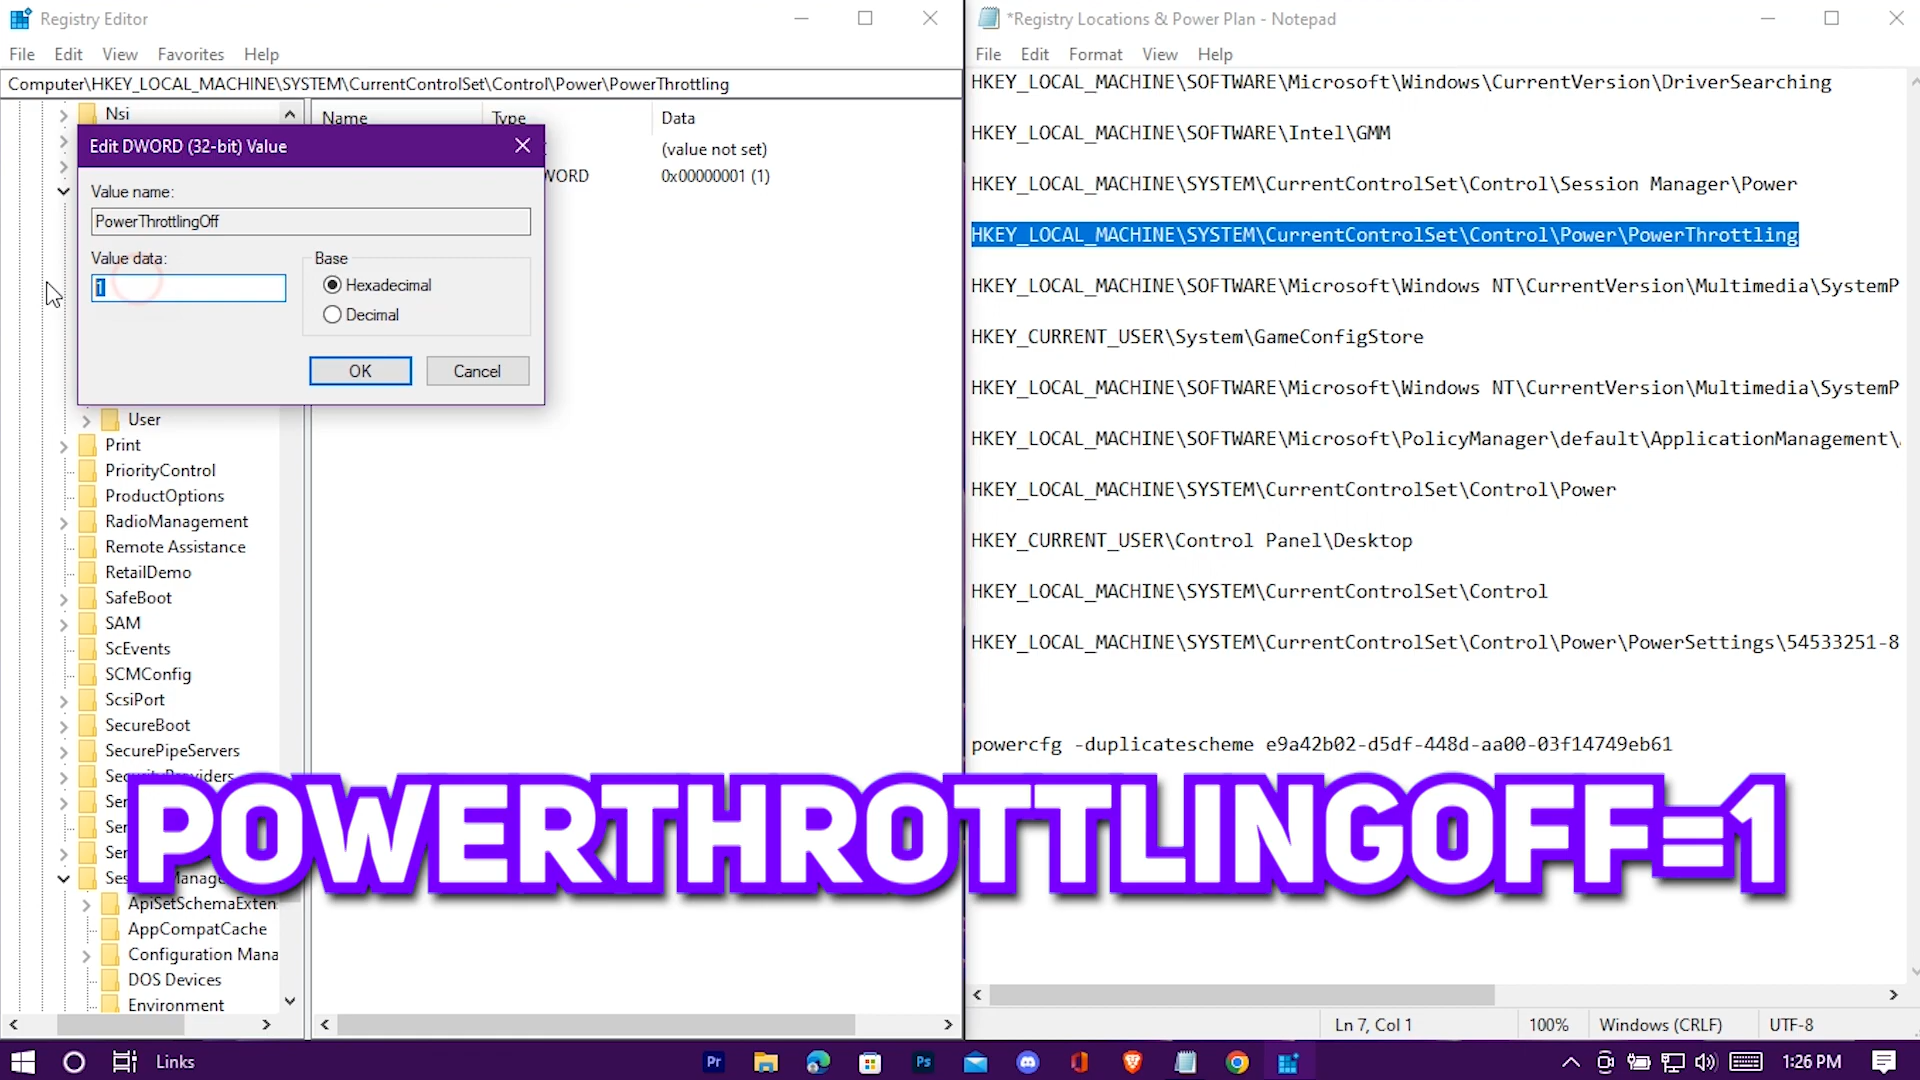 Registry Editor
File Edit View Favorites Help
Computer\HKEY_LOCAL_MACHINE\SYSTEM\CurrentControlSet\Control\Power\PowerThrottling
Nsi
Name Type Data
(value not set)
WORD 0x00000001 (1)
Edit DWORD (32-bit) Value
Value name:
PowerThrottlingOff
Value data:
1
Base
Hexadecimal
Decimal
OK Cancel
User
Print
PriorityControl
ProductOptions
RadioManagement
Remote Assistance
RetailDemo
SafeBoot
SAM
ScEvents
SCMConfig
ScsiPort
SecureBoot
SecurePipeServers
SecurityProviders
Ser
Ser
Ser
Session Manage
ApiSetSchemaExten
AppCompatCache
Configuration Mana
DOS Devices
Environment
*Registry Locations & Power Plan - Notepad
File Edit Format View Help
HKEY_LOCAL_MACHINE\SOFTWARE\Microsoft\Windows\CurrentVersion\DriverSearching
HKEY_LOCAL_MACHINE\SOFTWARE\Intel\GMM
HKEY_LOCAL_MACHINE\SYSTEM\CurrentControlSet\Control\Session Manager\Power
HKEY_LOCAL_MACHINE\SYSTEM\CurrentControlSet\Control\Power\PowerThrottling
HKEY_LOCAL_MACHINE\SOFTWARE\Microsoft\Windows NT\CurrentVersion\Multimedia\SystemP
HKEY_CURRENT_USER\System\GameConfigStore
HKEY_LOCAL_MACHINE\SOFTWARE\Microsoft\Windows NT\CurrentVersion\Multimedia\SystemP
HKEY_LOCAL_MACHINE\SOFTWARE\Microsoft\PolicyManager\default\ApplicationManagement\
HKEY_LOCAL_MACHINE\SYSTEM\CurrentControlSet\Control\Power
HKEY_CURRENT_USER\Control Panel\Desktop
HKEY_LOCAL_MACHINE\SYSTEM\CurrentControlSet\Control
HKEY_LOCAL_MACHINE\SYSTEM\CurrentControlSet\Control\Power\PowerSettings\54533251-8
powercfg -duplicatescheme e9a42b02-d5df-448d-aa00-03f14749eb61
POWERTHROTTLINGOFF=1
Ln 7, Col 1 100% Windows (CRLF) UTF-8
Links Pr Ps 1:26 PM